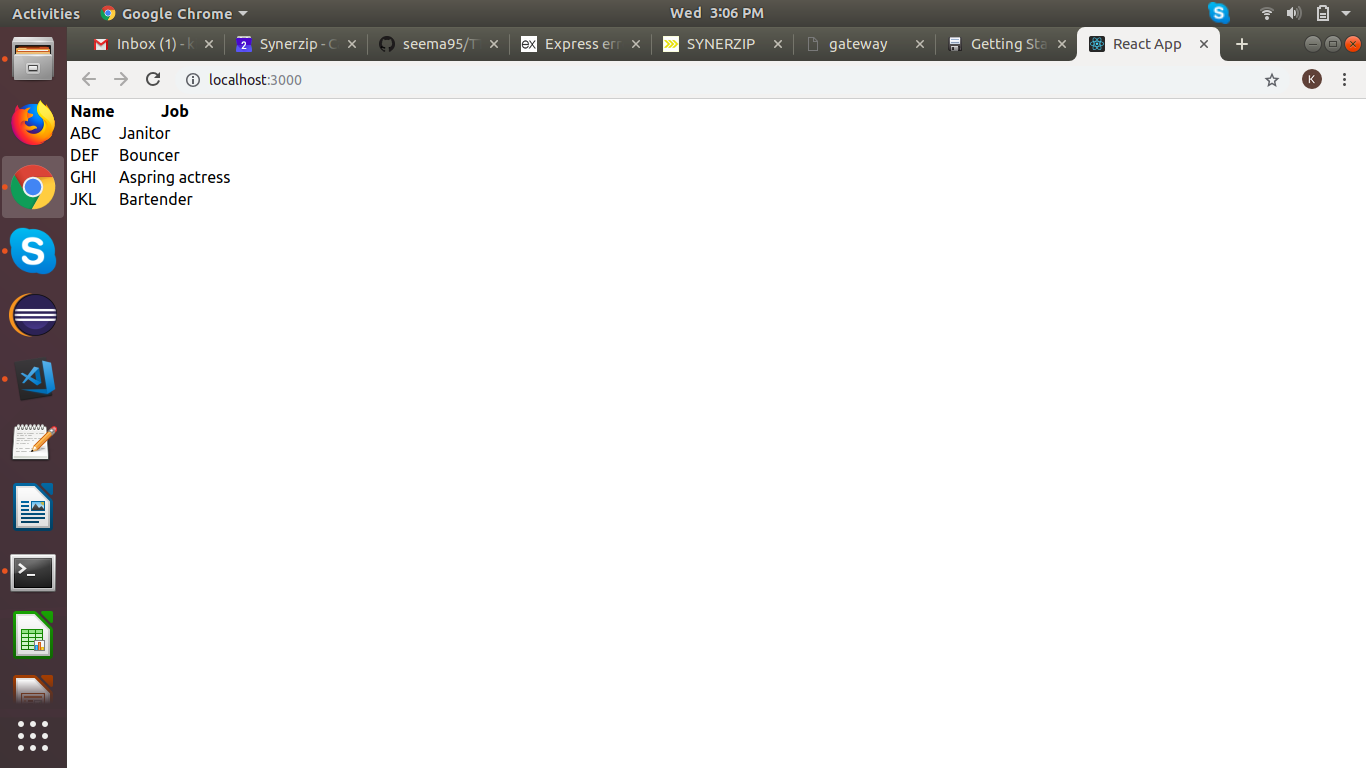 Activities Google Chrome Wed 3:06 PM
Inbox (1) - k Synerzip - C seema95/T Express err SYNERZIP gateway Getting Sta React App
localhost:3000 K
Name Job
ABC Janitor
DEF Bouncer
GHI Aspring actress
JKL Bartender